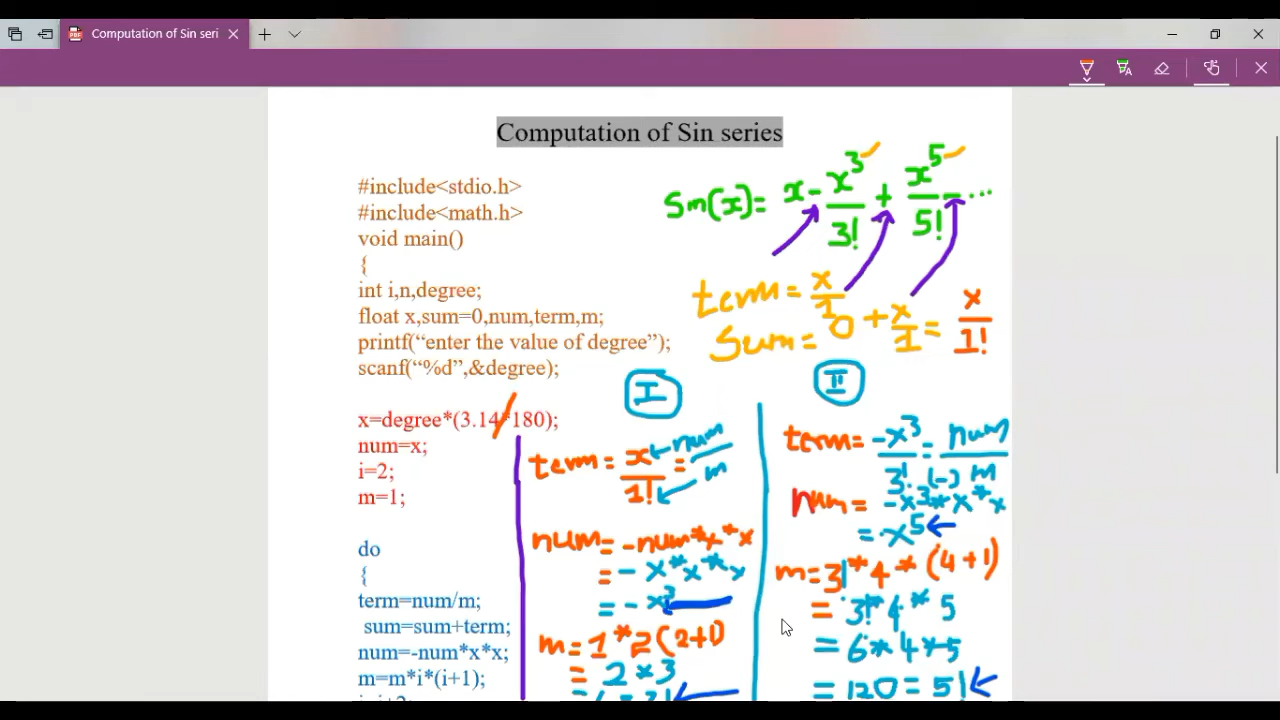 Computation of Sin seri
Computation of Sin series
#include<stdio.h>
#include<math.h>
void main()
{
int i,n,degree;
float x,sum=0,num,term,m;
printf(“enter the value of degree”);
scanf(“%d”,&degree);
x=degree*(3.14/180);
num=x;
i=2;
m=1;
do
{
term=num/m;
sum=sum+term;
num=-num*x*x;
m=m*i*(i+1);
Sin(x)= x - x³/3! + x⁵/5! - ...
term = x/1
Sum = 0 + x/1 = x/1!
I
term = x/1! = num/m
num = -num*x*x
= - x*x*x
= - x³
m = 1*2(2+1)
= 2*3
= 6 = 3!
II
term = -x³/3! = num/m
num = (-) -x³*x*x
= x⁵
m = 3!*4*(4+1)
= 3!*4*5
= 6*4*5
= 120 = 5!